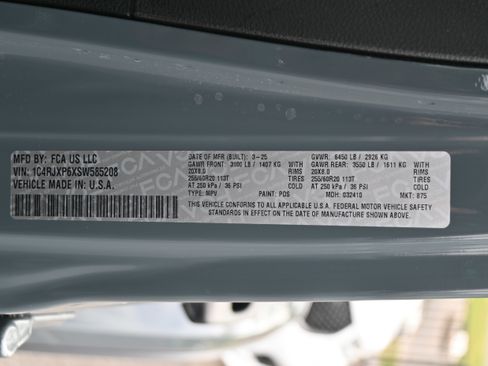 MFD BY: FCA US LLC
VIN: 1C4RJXP6XSW585208
VEHICLE MADE IN U.S.A.
DATE OF MFR (BUILT): 3-25 GVWR: 6450 LB / 2926 KG
GAWR FRONT: 3100 LB / 1407 KG WITH GAWR REAR: 3550 LB / 1611 KG WITH
20X8.0 RIMS 20X8.0 RIMS
255/60R20 113T TIRES 255/60R20 113T TIRES
AT 250 kPa / 36 PSI AT 250 kPa / 36 PSI
TYPE: MPV PAINT: PDS MDH: 032410 MKT: 875
THIS VEHICLE CONFORMS TO ALL APPLICABLE U.S.A. FEDERAL MOTOR VEHICLE SAFETY
STANDARDS IN EFFECT ON THE DATE OF MANUFACTURE SHOWN ABOVE.